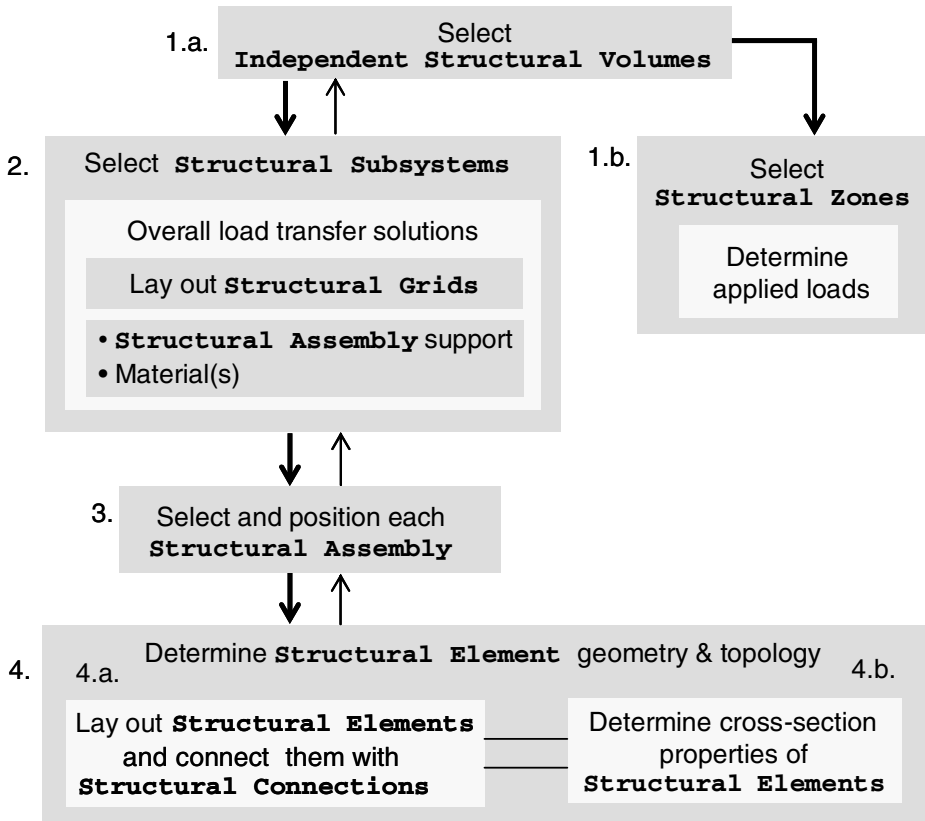 1.a.
Select
Independent Structural Volumes
2.
Select Structural Subsystems
Overall load transfer solutions
Lay out Structural Grids
• Structural Assembly support
• Material(s)
1.b.
Select
Structural Zones
Determine
applied loads
3.
Select and position each
Structural Assembly
4.
Determine Structural Element geometry & topology
4.a.
Lay out Structural Elements
and connect them with
Structural Connections
4.b.
Determine cross-section
properties of
Structural Elements